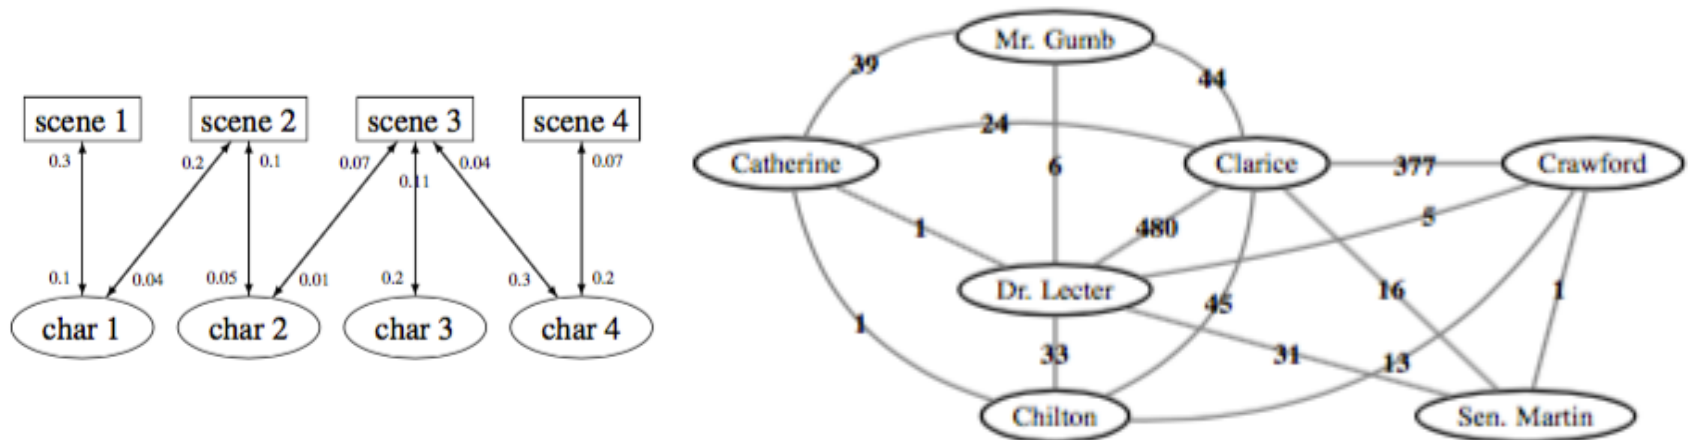 scene 1 scene 2 scene 3 scene 4
0.3 0.2 0.1 0.07 0.11 0.04 0.07
0.1 0.04 0.05 0.01 0.2 0.3 0.2
char 1 char 2 char 3 char 4
Mr. Gumb
39 44
24
Catherine Clarice 377 Crawford
6
1 480 5
Dr. Lecter 16 1
1 45
33 31 13
Chilton Sen. Martin